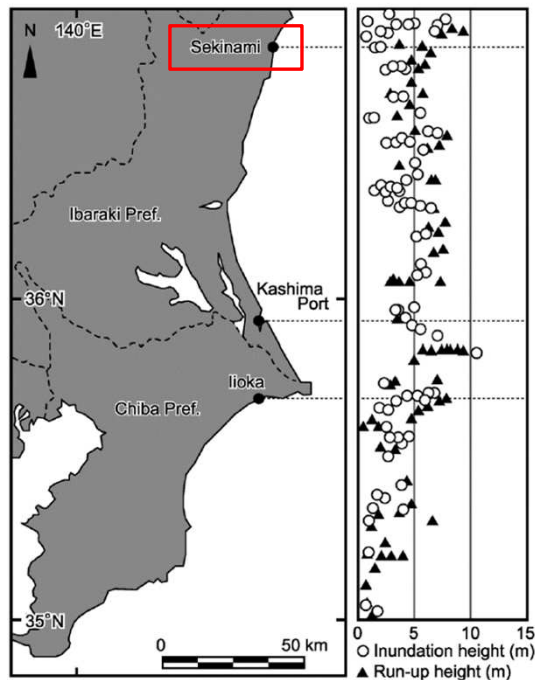 140°E
N
Sekinami
Ibaraki Pref.
36°N
Kashima
Port
Iioka
Chiba Pref.
35°N
0 50 km
0 5 10 15
○ Inundation height (m)
▲ Run-up height (m)